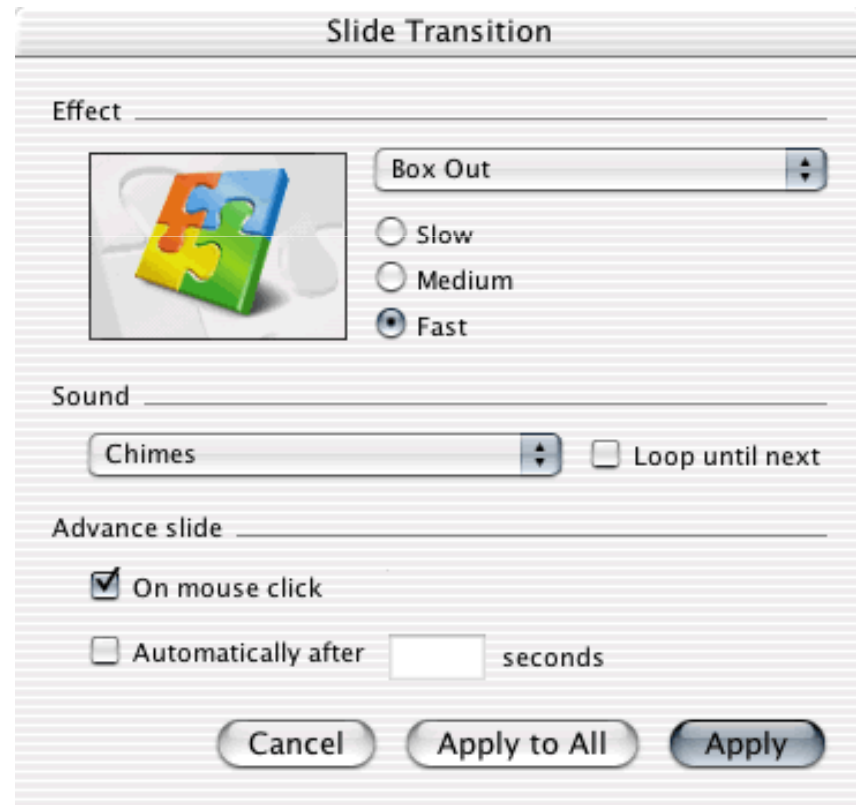 Slide Transition
Effect
Box Out
Slow
Medium
Fast
Sound
Chimes
Loop until next
Advance slide
On mouse click
Automatically after seconds
Cancel Apply to All Apply